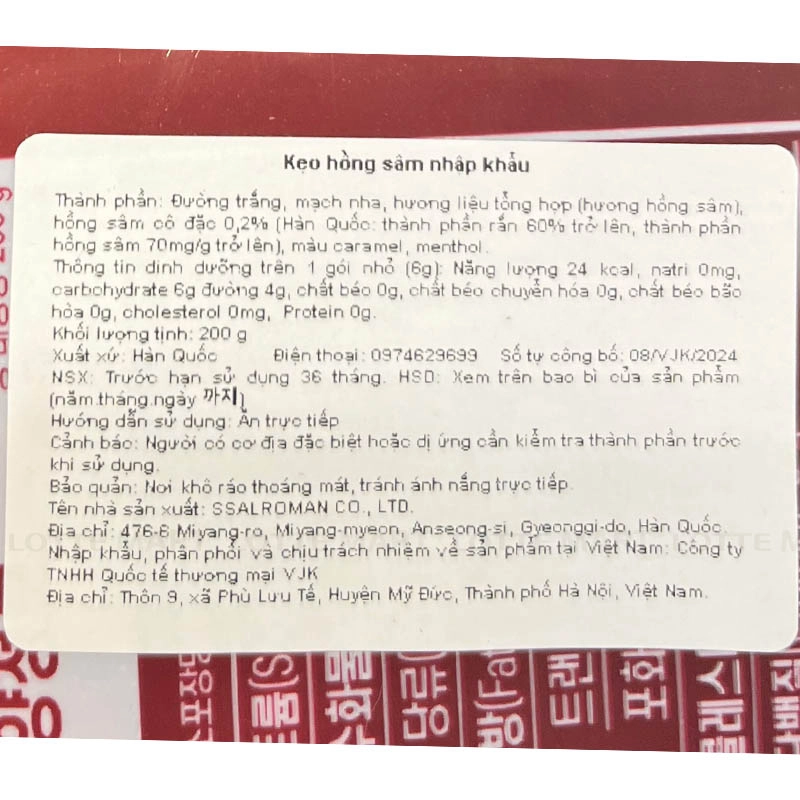 Kẹo hồng sâm nhập khẩu
Thành phần: Đường trắng, mạch nha, hương liệu tổng hợp (hương hồng sâm),
hồng sâm cô đặc 0,2% (Hàn Quốc: thành phần rắn 60% trở lên, thành phần
hồng sâm 70mg/g trở lên), màu caramel, menthol.
Thông tin dinh dưỡng trên 1 gói nhỏ (6g): Năng lượng 24 kcal, natri 0mg,
carbohydrate 6g đường 4g, chất béo 0g, chất béo chuyển hóa 0g, chất béo bão
hòa 0g, cholesterol 0mg, Protein 0g.
Khối lượng tịnh: 200 g
Xuất xứ: Hàn Quốc Điện thoại: 0974629699 Số tự công bố: 08/VJK/2024
NSX: Trước hạn sử dụng 36 tháng. HSD: Xem trên bao bì của sản phẩm
(năm.tháng.ngày 까지)
Hướng dẫn sử dụng: Ăn trực tiếp
Cảnh báo: Người có cơ địa đặc biệt hoặc dị ứng cần kiểm tra thành phần trước
khi sử dụng.
Bảo quản: Nơi khô ráo thoáng mát, tránh ánh nắng trực tiếp.
Tên nhà sản xuất: SSALROMAN CO., LTD.
Địa chỉ: 476-6 Miyang-ro, Miyang-myeon, Anseong-si, Gyeonggi-do, Hàn Quốc.
Nhập khẩu, phân phối và chịu trách nhiệm về sản phẩm tại Việt Nam: Công ty
TNHH Quốc tế thương mại VJK
Địa chỉ: Thôn 9, xã Phù Lưu Tế, Huyện Mỹ Đức, Thành phố Hà Nội, Việt Nam.